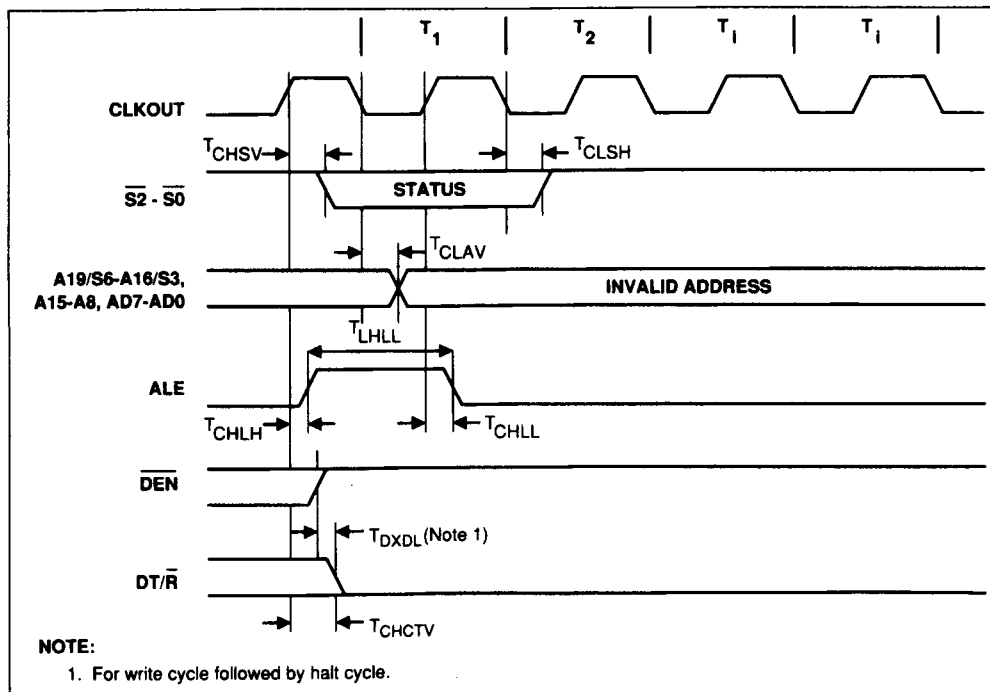 T1 T2 Ti Ti
CLKOUT
TCHSV TCLSH
S2 - S0 STATUS
TCLAV
A19/S6-A16/S3,
A15-A8, AD7-AD0 INVALID ADDRESS
TLHLL
ALE
TCHLH TCHLL
DEN
TDXDL (Note 1)
DT/R
TCHCTV
NOTE:
1. For write cycle followed by halt cycle.